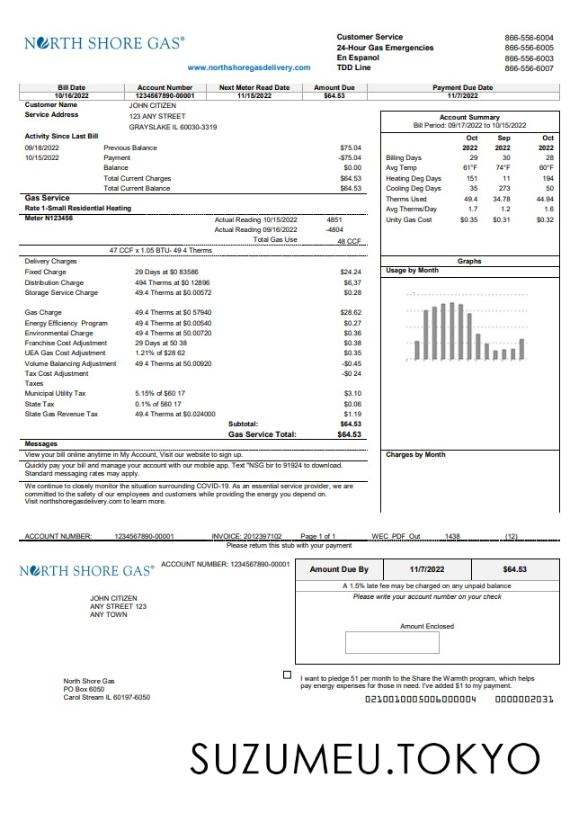 NORTH SHORE GAS®
www.northshoregasdelivery.com
Customer Service 866-556-6004
24-Hour Gas Emergencies 866-556-6005
En Espanol 866-556-6003
TDD Line 866-556-6007
Bill Date Account Number Next Meter Read Date Amount Due Payment Due Date
10/16/2022 1234567890-00001 11/15/2022 $64.53 11/7/2022
Customer Name JOHN CITIZEN
Service Address 123 ANY STREET
GRAYSLAKE IL 60030-3319
Activity Since Last Bill
09/18/2022 Previous Balance $75.04
10/15/2022 Payment -$75.04
Balance $0.00
Total Current Charges $64.53
Total Current Balance $64.53
Gas Service
Rate 1-Small Residential Heating
Meter N123456 Actual Reading 10/15/2022 4851
Actual Reading 09/16/2022 -4804
Total Gas Use 48 CCF
47 CCF x 1.05 BTU- 49 4 Therms
Delivery Charges
Fixed Charge 29 Days at $0 83586 $24.24
Distribution Charge 494 Therms at $0 12896 $6,37
Storage Service Charge 49.4 Therms at $0.00572 $0.28
Gas Charge 49.4 Therms at $0 57940 $28.62
Energy Efficiency Program 49 4 Therms at $0.00540 $0.27
Environmental Charge 49.4 Therms at 50.00720 $0.36
Franchise Cost Adjustment 29 Days at 50 38 $0.38
UEA Gas Cost Adjustment 1.21% of $28 62 $0.35
Volume Balancing Adjustment 49 4 Therms at 50.00920 -$0.45
Tax Cost Adjustment -$0 24
Taxes
Municipal Utility Tax 5.15% of $60 17 $3.10
State Tax 0.1% of 560 17 $0.06
State Gas Revenue Tax 49.4 Therms at $0.024000 $1.19
Subtotal: $64.53
Gas Service Total: $64.53
Messages
View your bill online anytime in My Account, Visit our website to sign up.
Quickly pay your bill and manage your account with our mobile app. Text "NSG bir to 91924 to download.
Standard messaging rates may apply.
We continue to closely monitor the situation surrounding COVID-19. As an essential service provider, we are
committed to the safety of our employees and customers while providing the energy you depend on.
Visit northshoregasdelivery.com to learn more.
Account Summary
Bill Period: 09/17/2022 to 10/15/2022
Oct Sep Oct
2022 2022 2022
Billing Days 29 30 28
Avg Temp 61°F 74°F 60°F
Heating Deg Days 151 11 194
Cooling Deg Days 35 273 50
Therms Used 49.4 34.78 44.94
Avg Therms/Day 1.7 1.2 1.6
Unity Gas Cost $0.35 $0.31 $0.32
Graphs
Usage by Month
Charges by Month
ACCOUNT NUMBER: 1234567890-00001 INVOICE: 2012397102 Page 1 of 1 WEC_PDF_Out 1438 (12)
Please return this stub with your payment
NORTH SHORE GAS® ACCOUNT NUMBER: 1234567890-00001
Amount Due By 11/7/2022 $64.53
A 1.5% late fee may be charged on any unpaid balance
Please write your account number on your check
Amount Enclosed
JOHN CITIZEN
ANY STREET 123
ANY TOWN
North Shore Gas
PO Box 6050
Carol Stream IL 60197-6050
I want to pledge 51 per month to the Share the Warmth program, which helps
pay energy expenses for those in need. I've added $1 to my payment.
0210010005006000004 0000002031
SUZUMEU.TOKYO